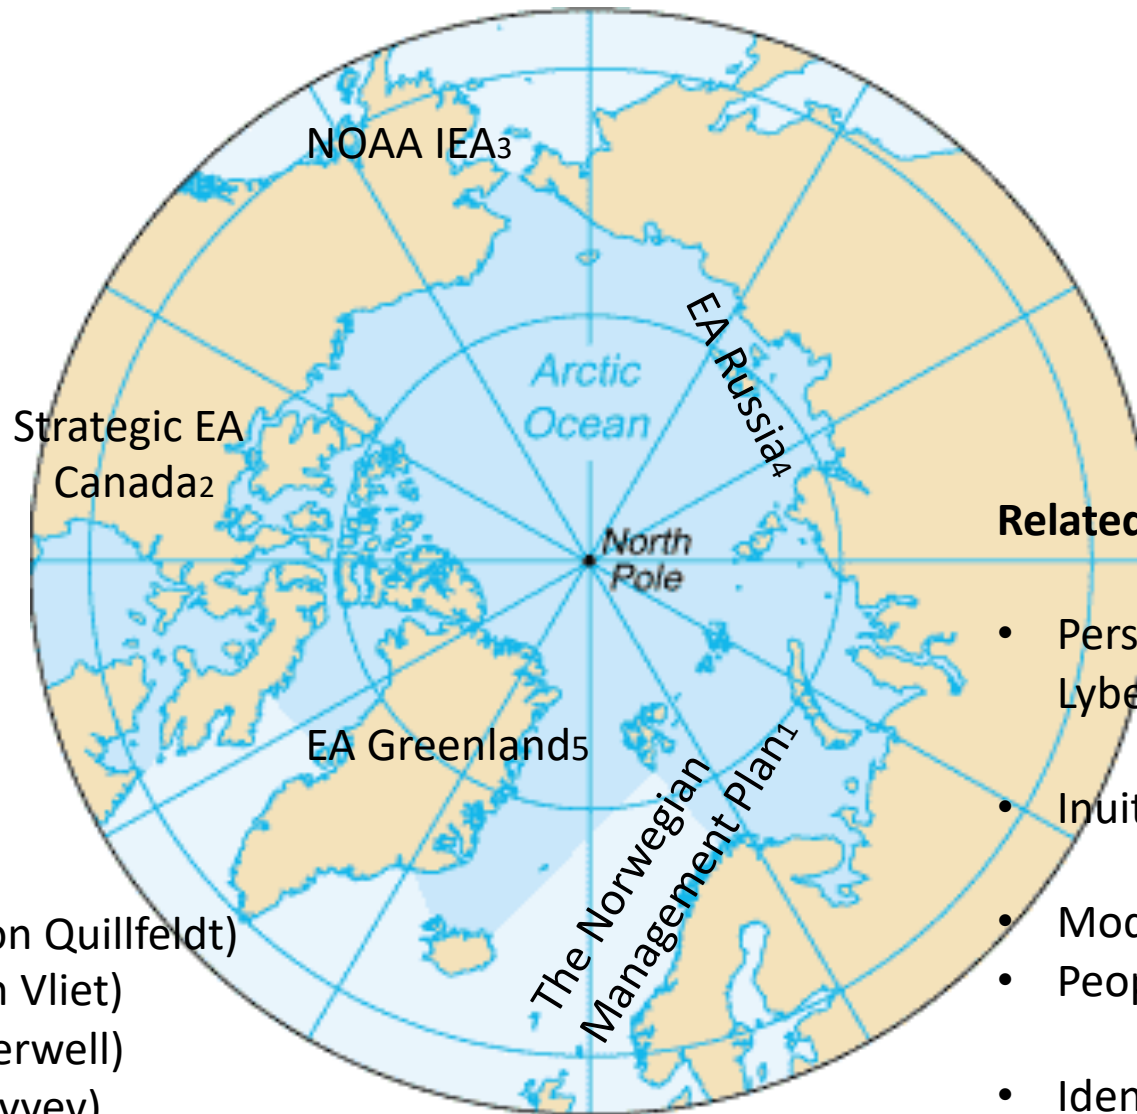 NOAA IEA3
EA Russia4
Arctic
Ocean
Strategic EA
Canada2
North
Pole
Related
EA Greenland5
The Norwegian
Management Plan1
on Quillfeldt)
Vliet)
erwell)
Pers
Lybe
• Inuit
• Mod
• Peop
• Iden